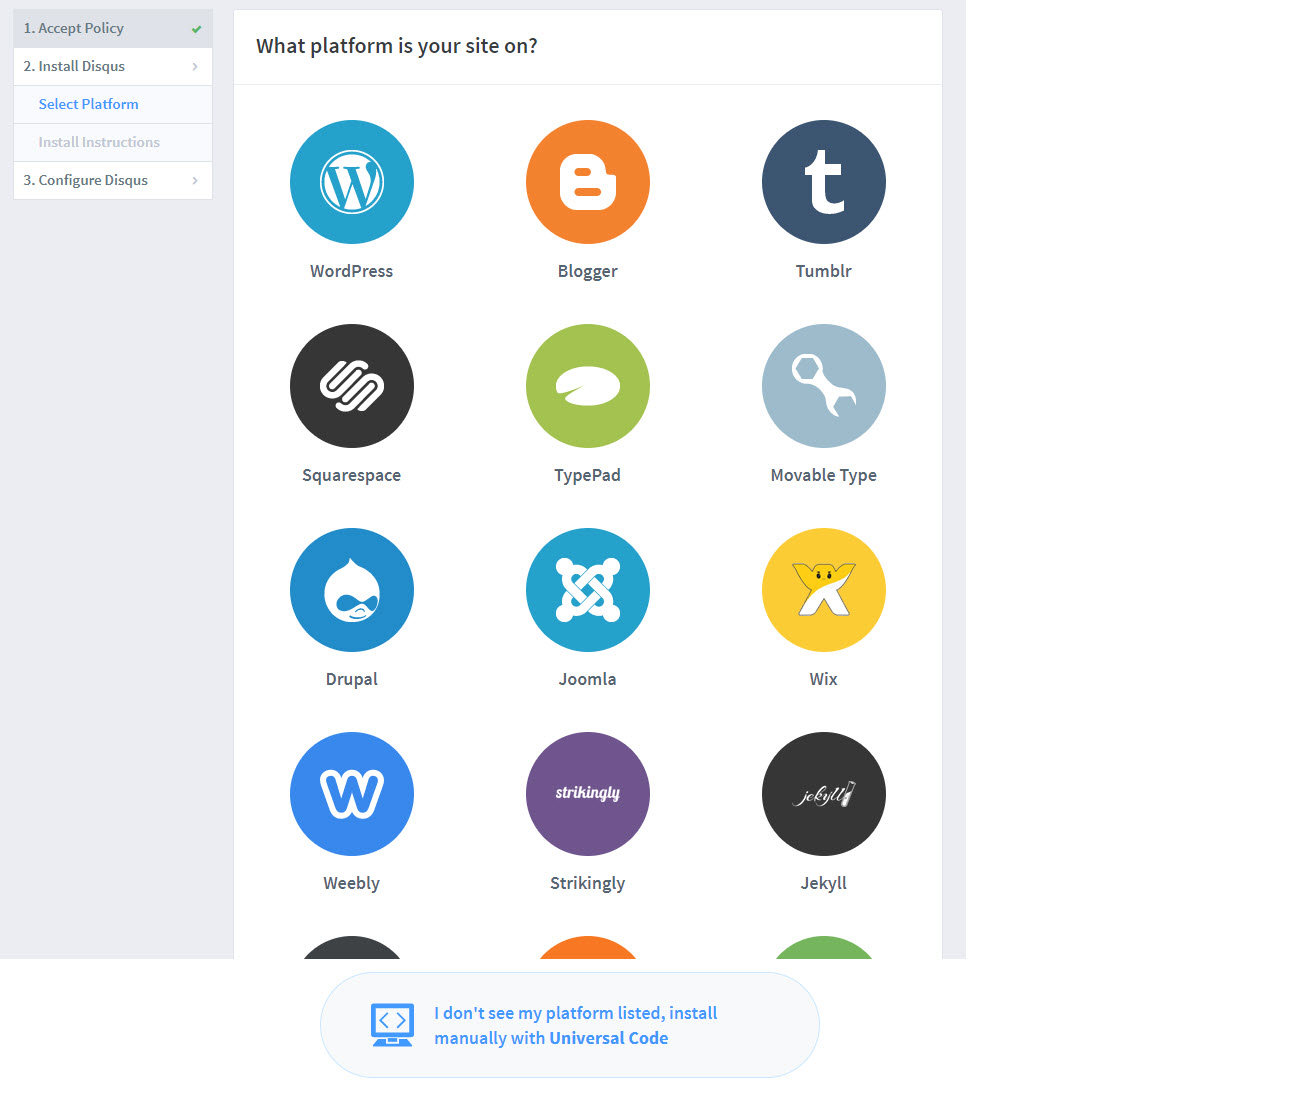 1. Accept Policy
2. Install Disqus
Select Platform
Install Instructions
3. Configure Disqus
What platform is your site on?
WordPress
Blogger
Tumblr
Squarespace
TypePad
Movable Type
Drupal
Joomla
Wix
strikingly
jekyll
Weebly
Strikingly
Jekyll
I don't see my platform listed, install
manually with Universal Code